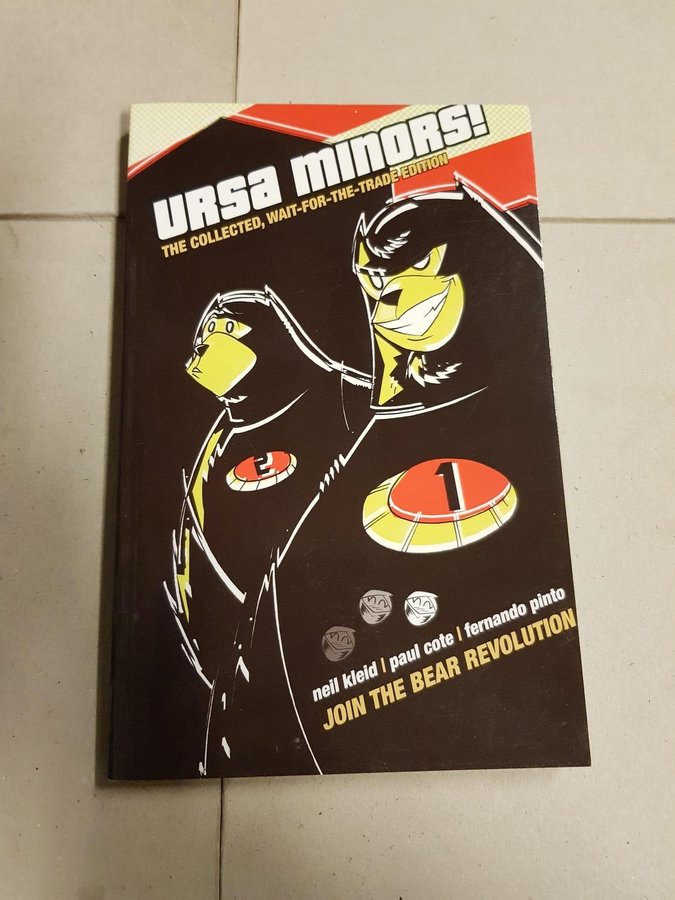 URSA MINORS!
THE COLLECTED, WAIT-FOR-THE-TRADE EDITION
2
1
neil kleid | paul cote | fernando pinto
JOIN THE BEAR REVOLUTION